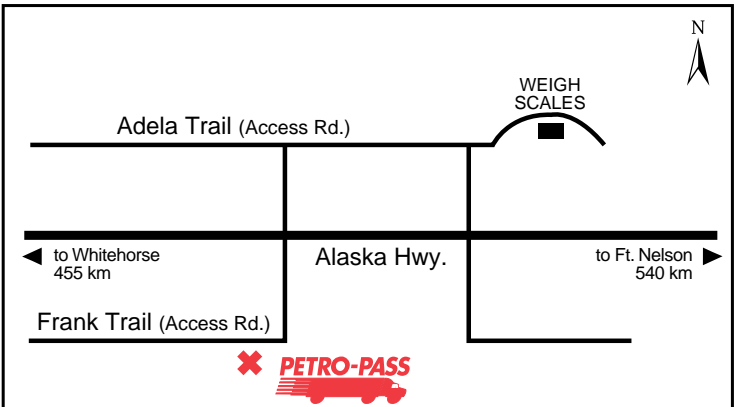 N
WEIGH
SCALES
Adela Trail (Access Rd.)
to Whitehorse
455 km
Alaska Hwy.
to Ft. Nelson
540 km
Frank Trail (Access Rd.)
PETRO-PASS